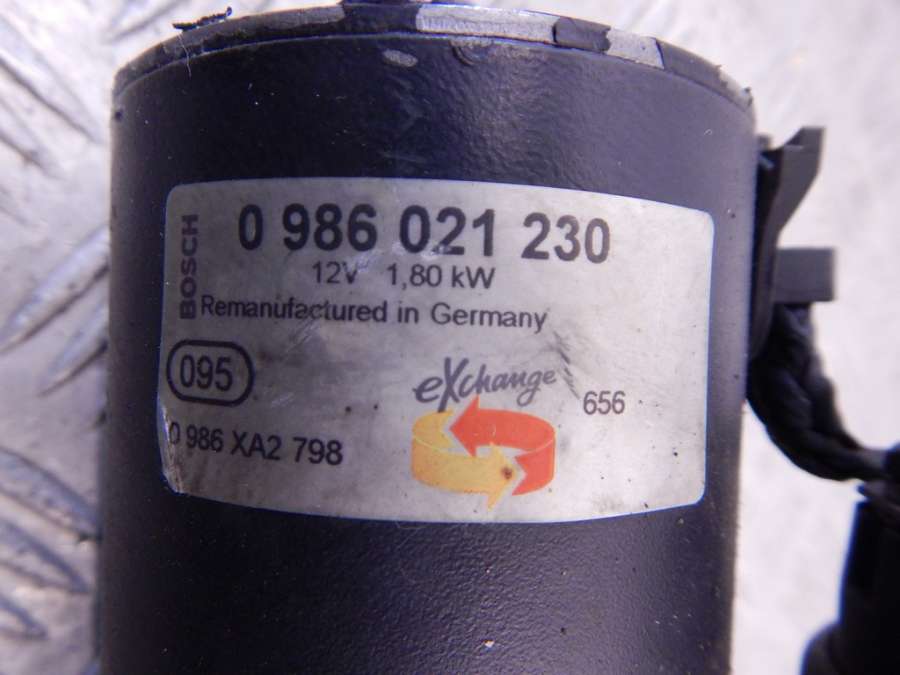 BOSCH
0 986 021 230
12V 1,80 kW
Remanufactured in Germany
095
eXchange
656
0 986 XA2 798